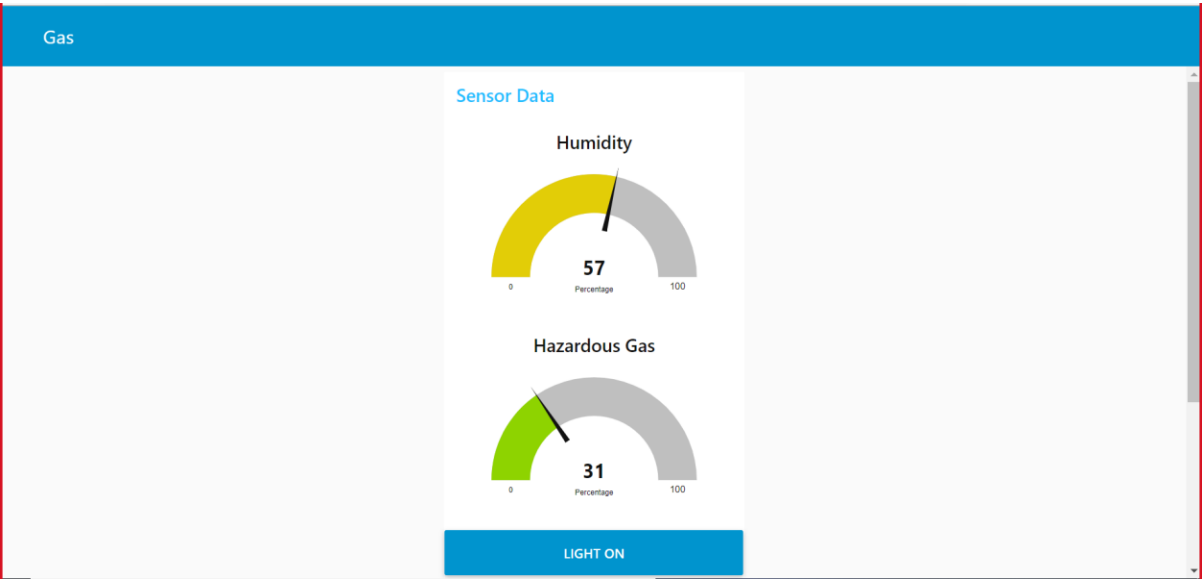 Gas
Sensor Data
Humidity
57
0 Percentage 100
Hazardous Gas
31
0 Percentage 100
LIGHT ON